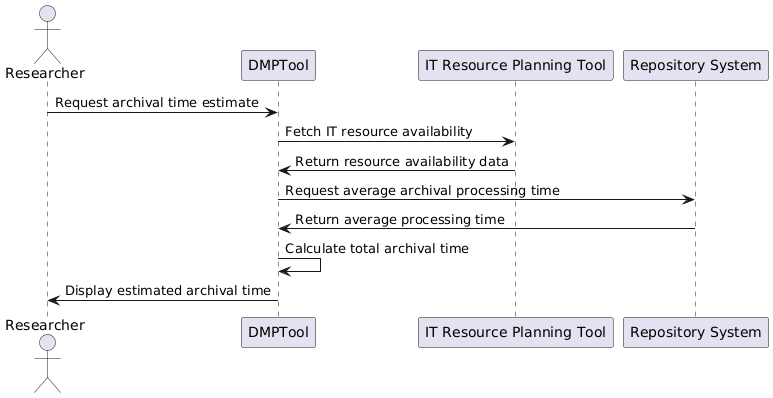 Researcher
DMPTool
IT Resource Planning Tool
Repository System
Request archival time estimate
Fetch IT resource availability
Return resource availability data
Request average archival processing time
Return average processing time
Calculate total archival time
Display estimated archival time
Researcher
DMPTool
IT Resource Planning Tool
Repository System